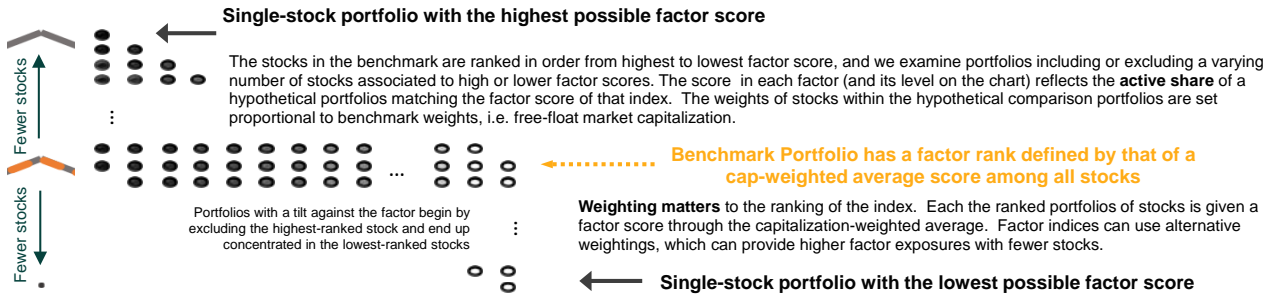 Single-stock portfolio with the highest possible factor score
Fewer stocks
The stocks in the benchmark are ranked in order from highest to lowest factor score, and we examine portfolios including or excluding a varying
number of stocks associated to high or lower factor scores. The score in each factor (and its level on the chart) reflects the active share of a
hypothetical portfolios matching the factor score of that index. The weights of stocks within the hypothetical comparison portfolios are set
proportional to benchmark weights, i.e. free-float market capitalization.
...
...
Benchmark Portfolio has a factor rank defined by that of a
cap-weighted average score among all stocks
Fewer stocks
Portfolios with a tilt against the factor begin by
excluding the highest-ranked stock and end up
concentrated in the lowest-ranked stocks
...
Weighting matters to the ranking of the index. Each the ranked portfolios of stocks is given a
factor score through the capitalization-weighted average. Factor indices can use alternative
weightings, which can provide higher factor exposures with fewer stocks.
Single-stock portfolio with the lowest possible factor score